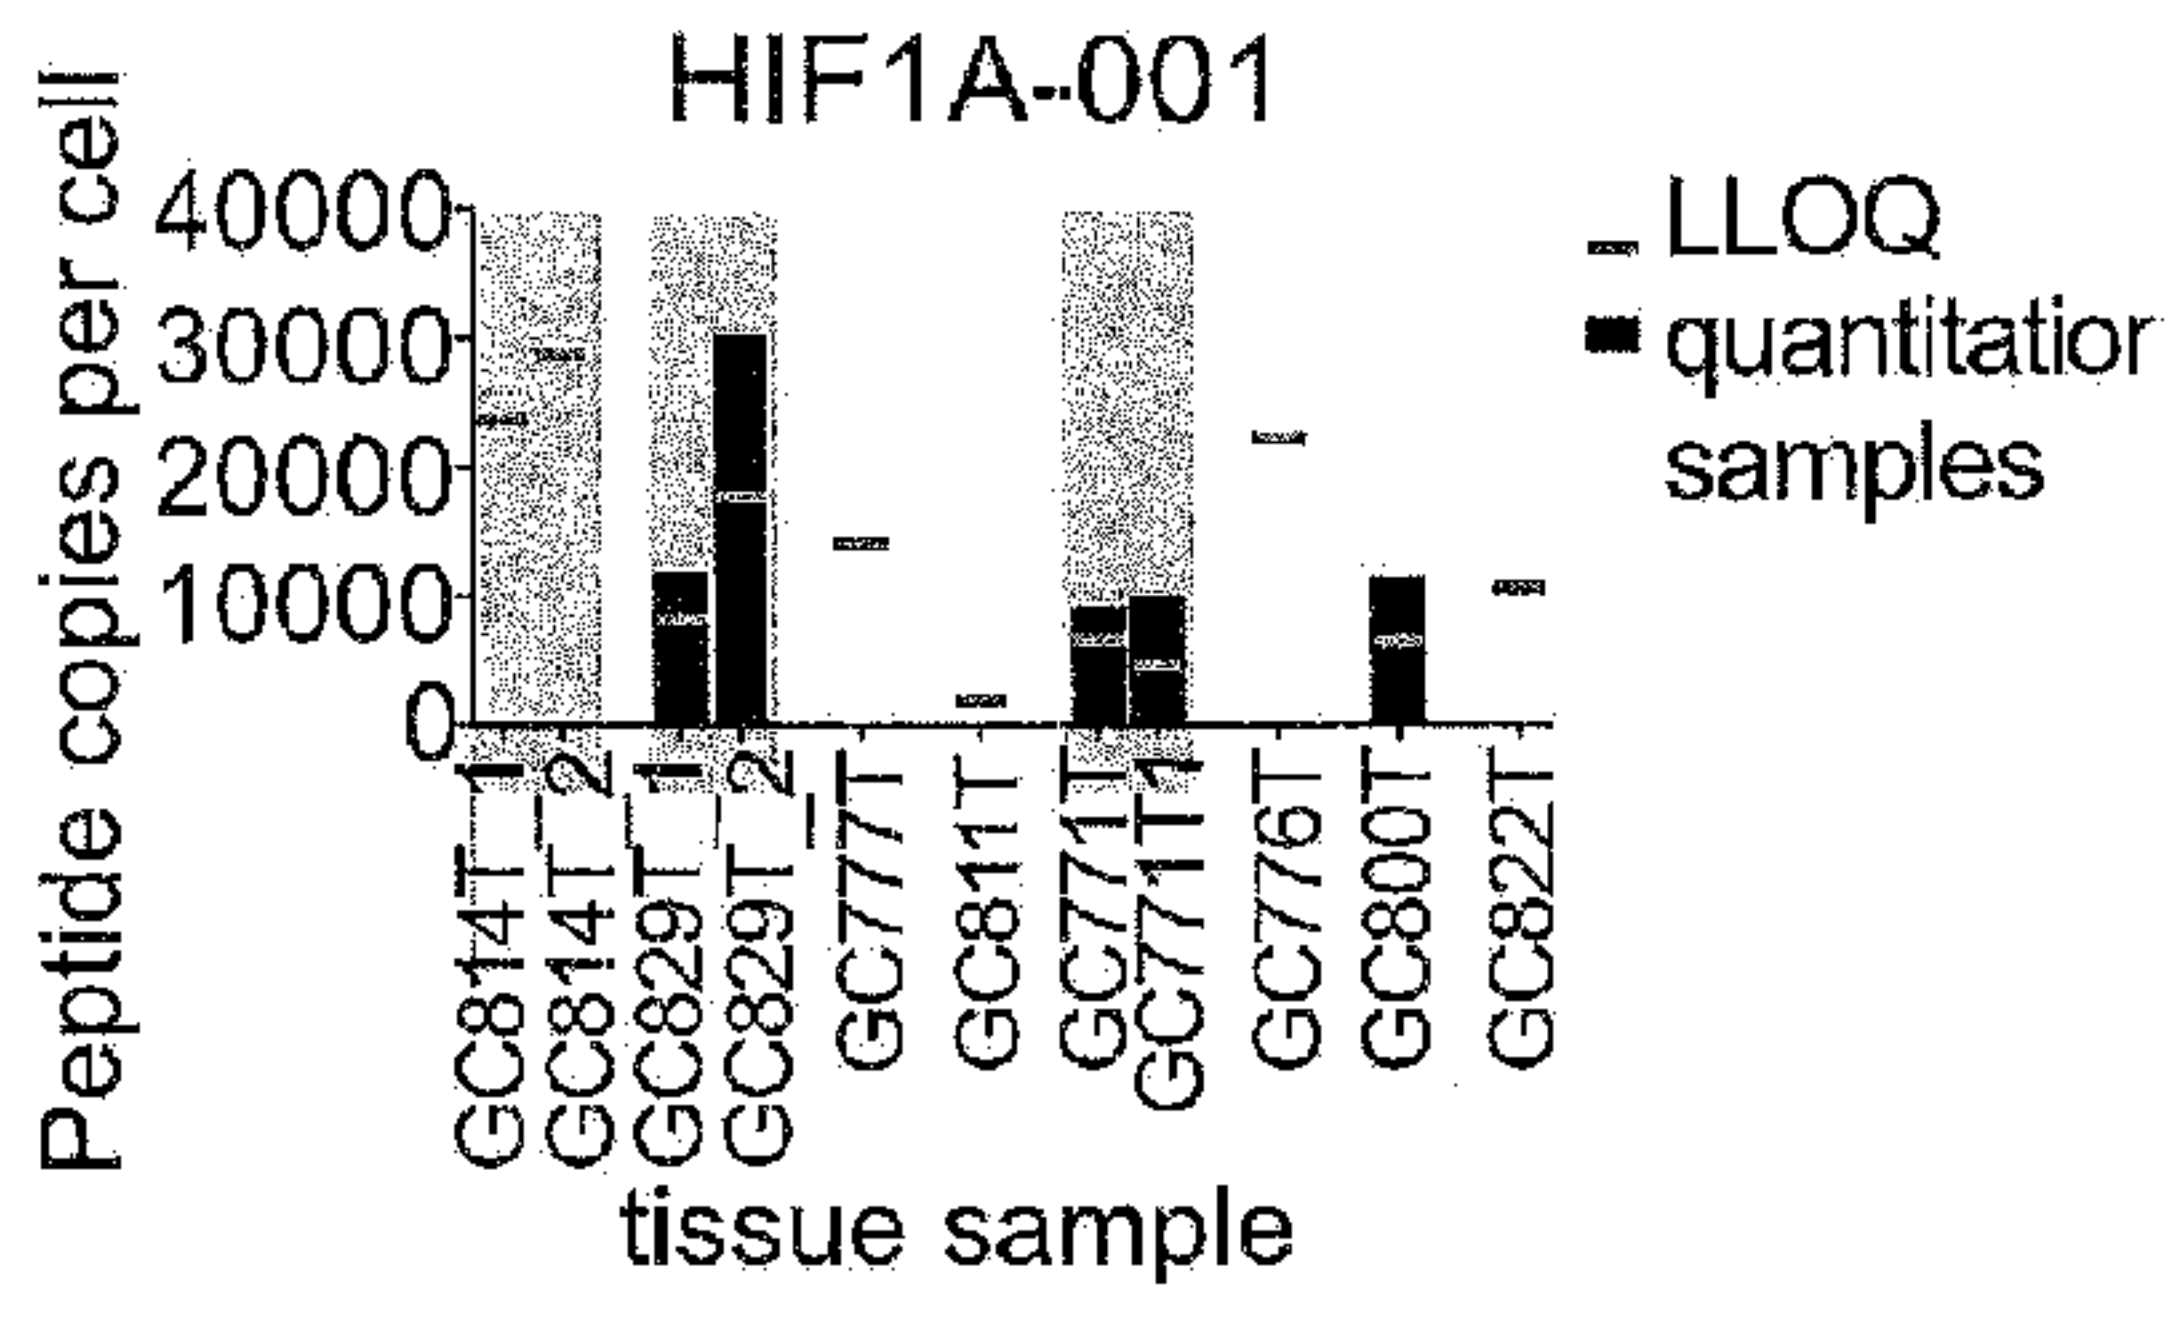 HIF1A-001
Peptide copies per cell
40000
30000
20000
10000
0
LLOQ
quantitatior
samples
GC814T_1
GC814T_2
GC829T_1
GC829T_2
GC777T
GC811T
GC771T
GC771T1
GC776T
GC800T
GC822T
tissue sample